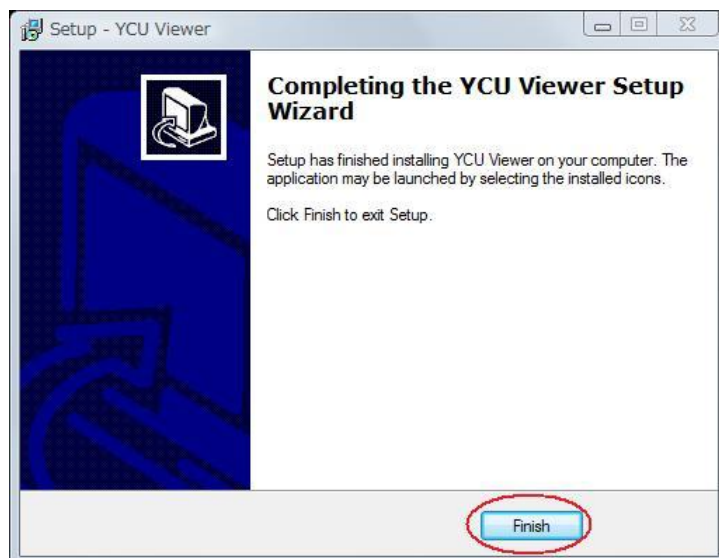 Setup - YCU Viewer
Completing the YCU Viewer Setup
Wizard
Setup has finished installing YCU Viewer on your computer. The
application may be launched by selecting the installed icons.
Click Finish to exit Setup.
Finish